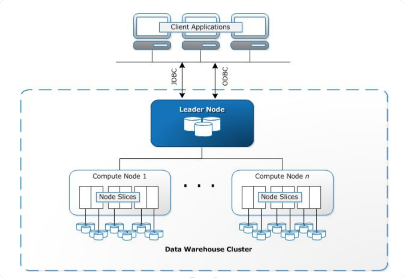 Client Applications
JDBC
ODBC
Leader Node
Compute Node 1
Node Slices
. . .
Compute Node n
Node Slices
Data Warehouse Cluster